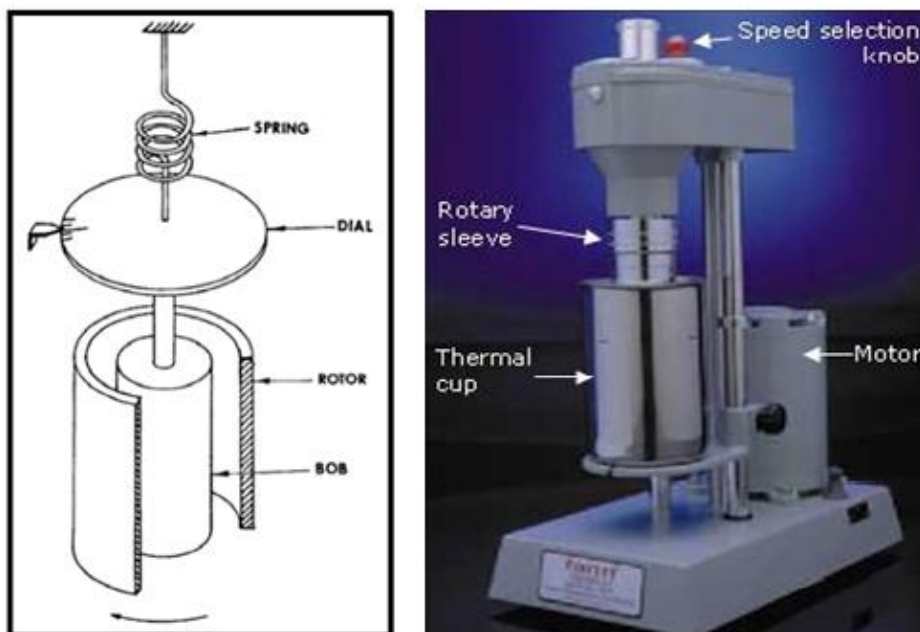 SPRING
DIAL
ROTOR
BOB
Speed selection
knob
Rotary
sleeve
Thermal
cup
Motor